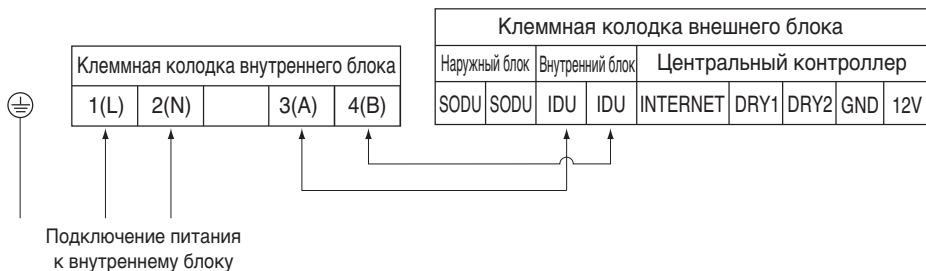 Клеммная колодка внешнего блока
Клеммная колодка внутреннего блока
Наружный блок Внутренний блок Центральный контроллер
1(L) 2(N) 3(A) 4(B)
SODU SODU IDU IDU INTERNET DRY1 DRY2 GND 12V
Подключение питания
к внутреннему блоку